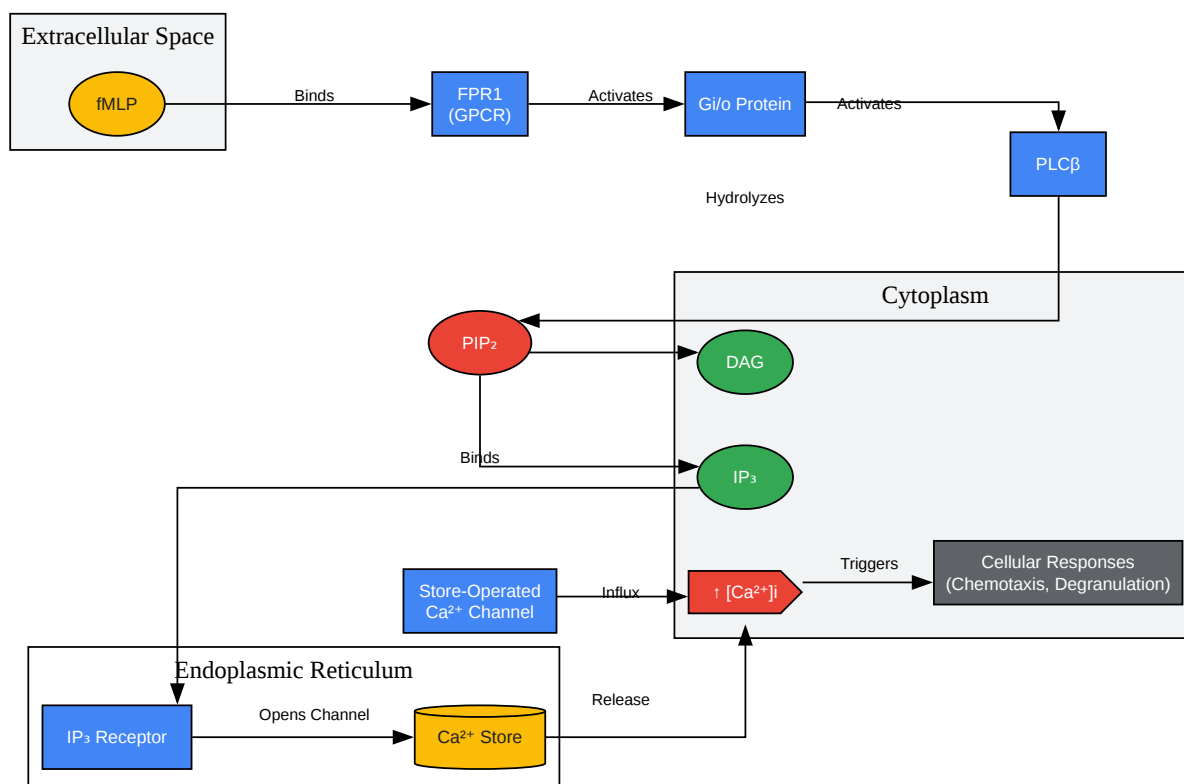 Extracellular Space
fMLP
Binds
FPR1
(GPCR)
Activates
Gi/o Protein
Activates
PLCβ
Hydrolyzes
Cytoplasm
PIP₂
DAG
Binds
IP₃
Store-Operated
Ca²⁺ Channel
Influx
↑ [Ca²⁺]i
Triggers
Cellular Responses
(Chemotaxis, Degranulation)
Endoplasmic Reticulum
IP₃ Receptor
Opens Channel
Ca²⁺ Store
Release